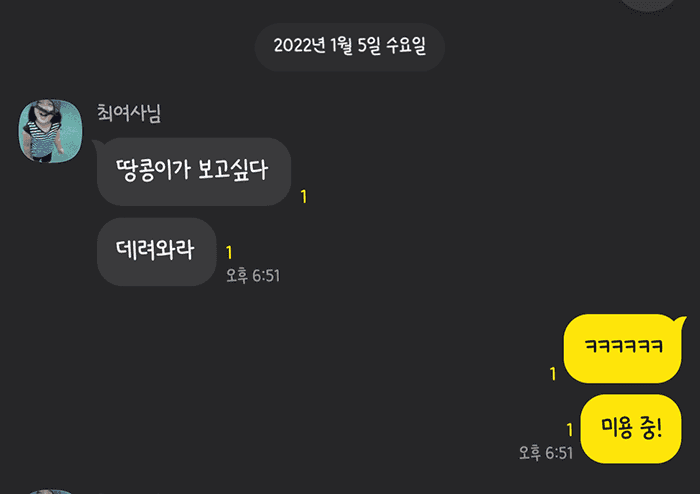 2022년 1월 5일 수요일
최여사님
땅콩이가 보고싶다
1
데려와라
1
오후 6:51
ㅋㅋㅋㅋㅋㅋ
1
미용 중!
1
오후 6:51